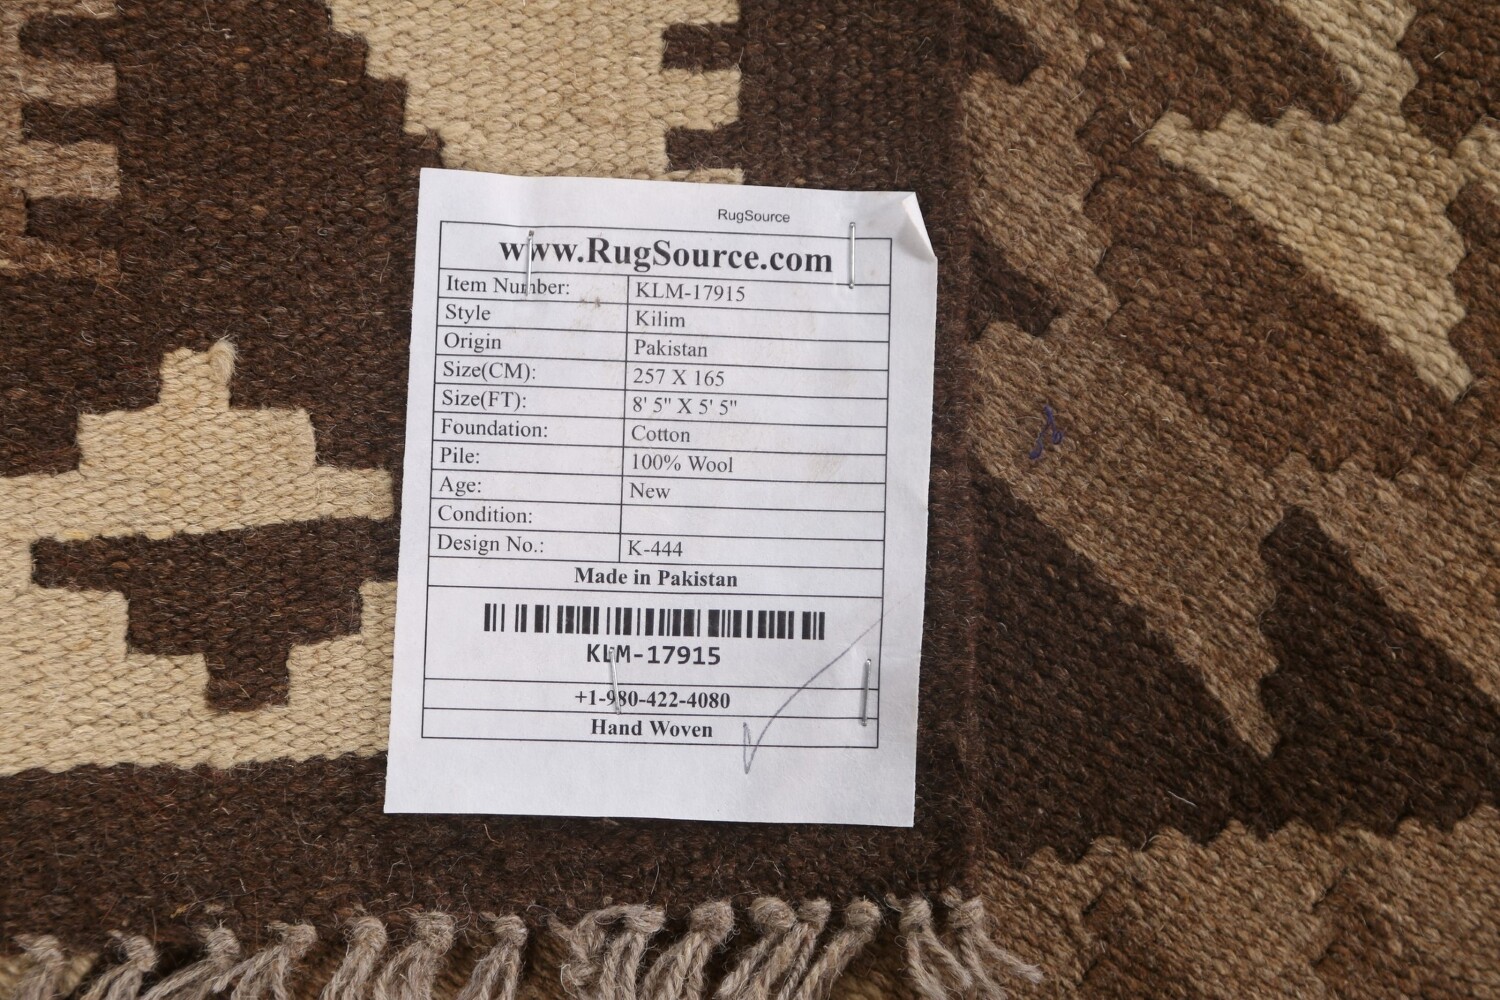 RugSource
www.RugSource.com
Item Number: KLM-17915
Style Kilim
Origin Pakistan
Size(CM): 257 X 165
Size(FT): 8' 5" X 5' 5"
Foundation: Cotton
Pile: 100% Wool
Age: New
Condition:
Design No.: K-444
Made in Pakistan
KLM-17915
+1-980-422-4080
Hand Woven